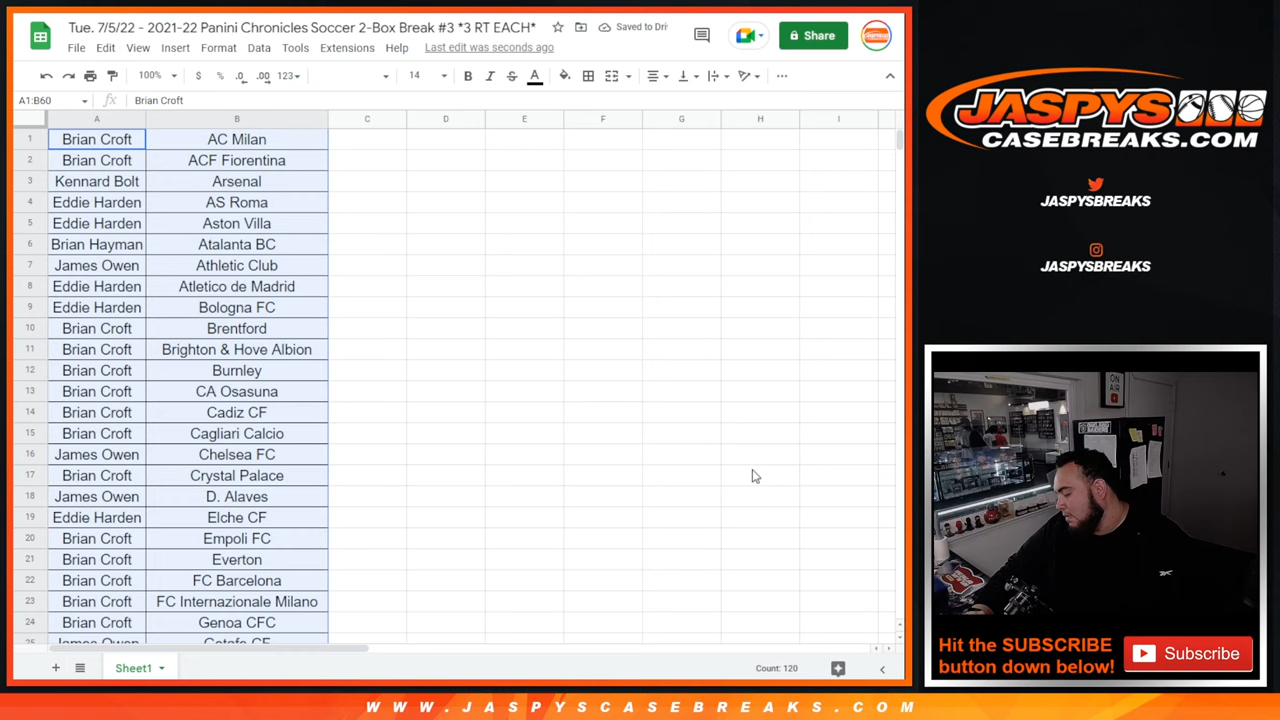 Tue. 7/5/22 - 2021-22 Panini Chronicles Soccer 2-Box Break #3 *3 RT EACH*
Saved to Dri
Share
File Edit View Insert Format Data Tools Extensions Help Last edit was seconds ago
100% $ % .0 .00 123 14 B I S A
A1:B60 fx Brian Croft
A B C D E F G H I
1 Brian Croft AC Milan
2 Brian Croft ACF Fiorentina
3 Kennard Bolt Arsenal
4 Eddie Harden AS Roma
5 Eddie Harden Aston Villa
6 Brian Hayman Atalanta BC
7 James Owen Athletic Club
8 Eddie Harden Atletico de Madrid
9 Eddie Harden Bologna FC
10 Brian Croft Brentford
11 Brian Croft Brighton & Hove Albion
12 Brian Croft Burnley
13 Brian Croft CA Osasuna
14 Brian Croft Cadiz CF
15 Brian Croft Cagliari Calcio
16 James Owen Chelsea FC
17 Brian Croft Crystal Palace
18 James Owen D. Alaves
19 Eddie Harden Elche CF
20 Brian Croft Empoli FC
21 Brian Croft Everton
22 Brian Croft FC Barcelona
23 Brian Croft FC Internazionale Milano
24 Brian Croft Genoa CFC
25 James Owen Getafe CF
Sheet1
Count: 120
JASPYS
CASEBREAKS.COM
JASPYSBREAKS
JASPYSBREAKS
ON
AIR
Hit the SUBSCRIBE
button down below!
Subscribe
WWW.JASPYSCASEBREAKS.COM